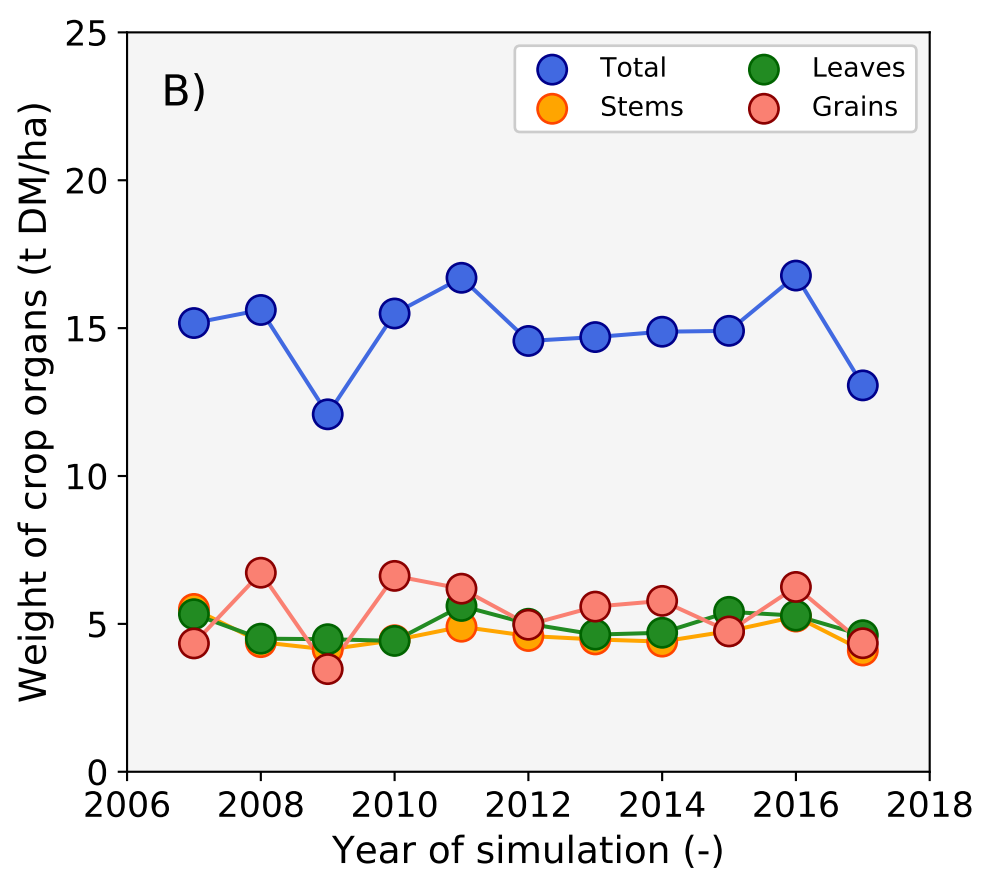 B)
Total
Leaves
Stems
Grains
Weight of crop organs (t DM/ha)
25
20
15
10
5
0
2006 2008 2010 2012 2014 2016 2018
Year of simulation (-)